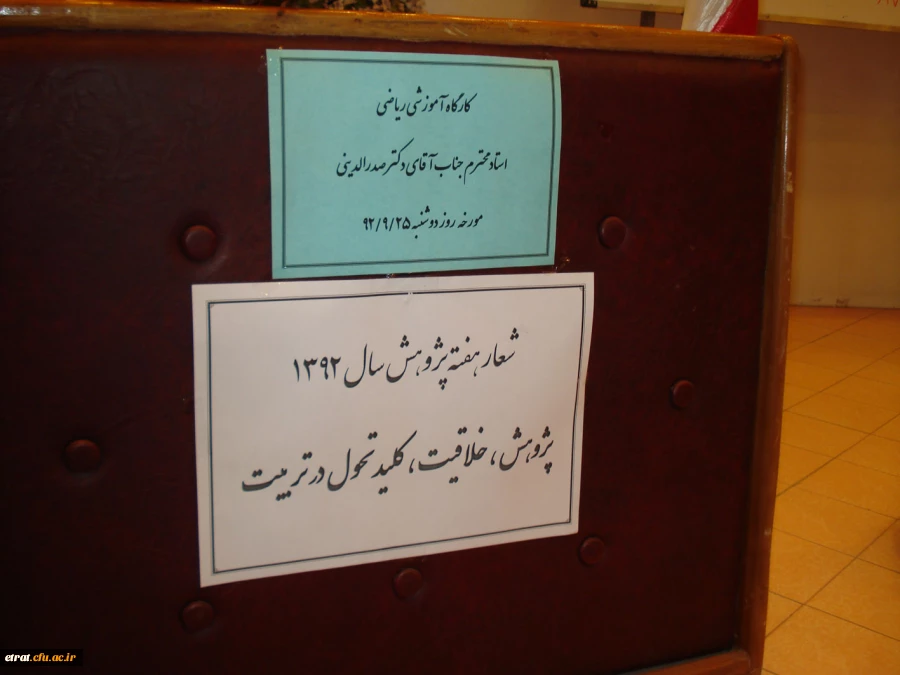 کارگاه آموزشی ریاضی
استاد محترم جناب آقای دکتر صدرالدینی
مورخه روز دوشنبه ۹۲/۹/۲۵
شعار هفته پژوهش سال ۱۳۹۲
پژوهش، خلاقیت، کلید تحول در تربیت
etrat.cfu.ac.ir